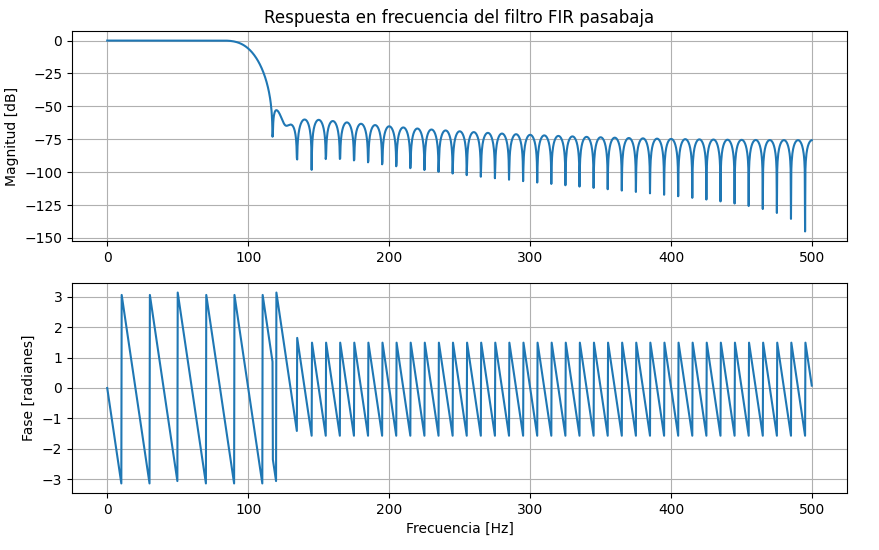 Respuesta en frecuencia del filtro FIR pasabaja
Magnitud [dB]
0
−25
−50
−75
−100
−125
−150
0 100 200 300 400 500
Fase [radianes]
3
2
1
0
−1
−2
−3
0 100 200 300 400 500
Frecuencia [Hz]